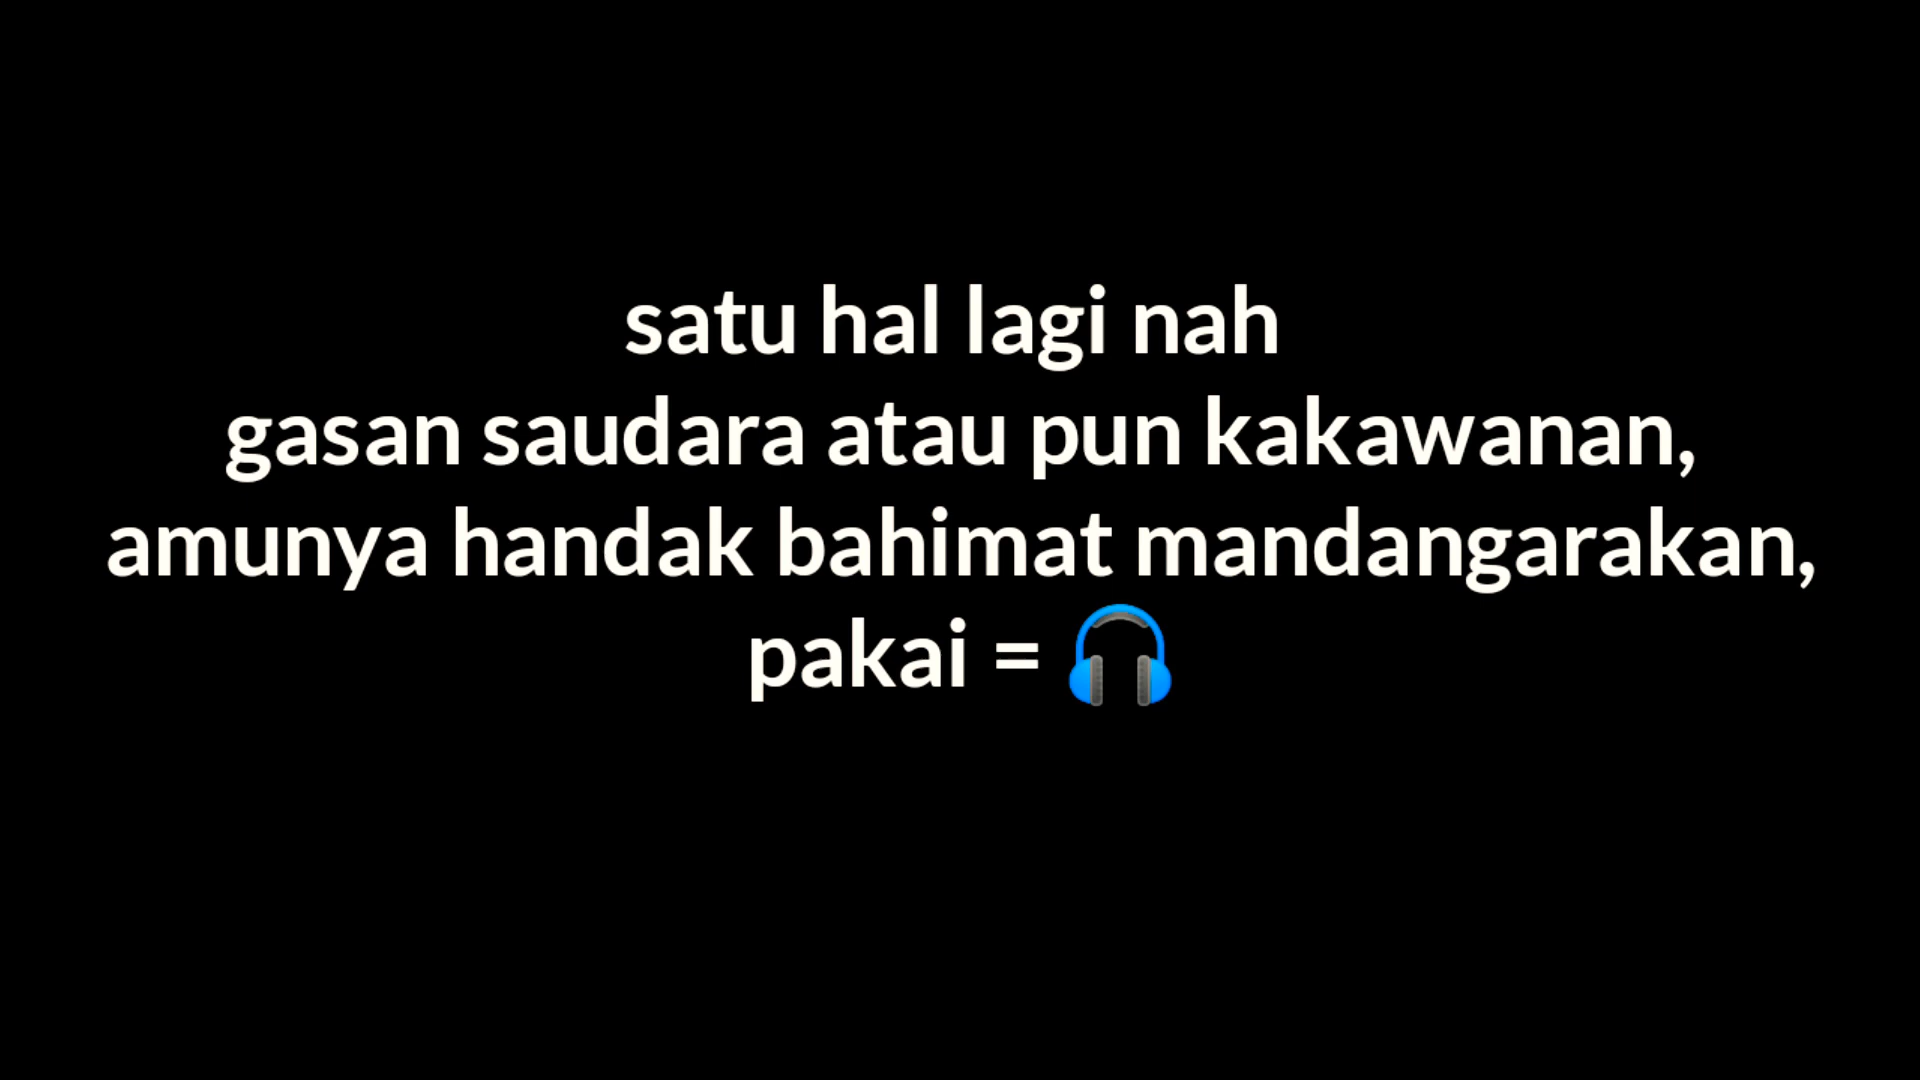 satu hal lagi nah
gasan saudara atau pun kakawanan,
amunya handak bahimat mandangarakan,
pakai = 🎧